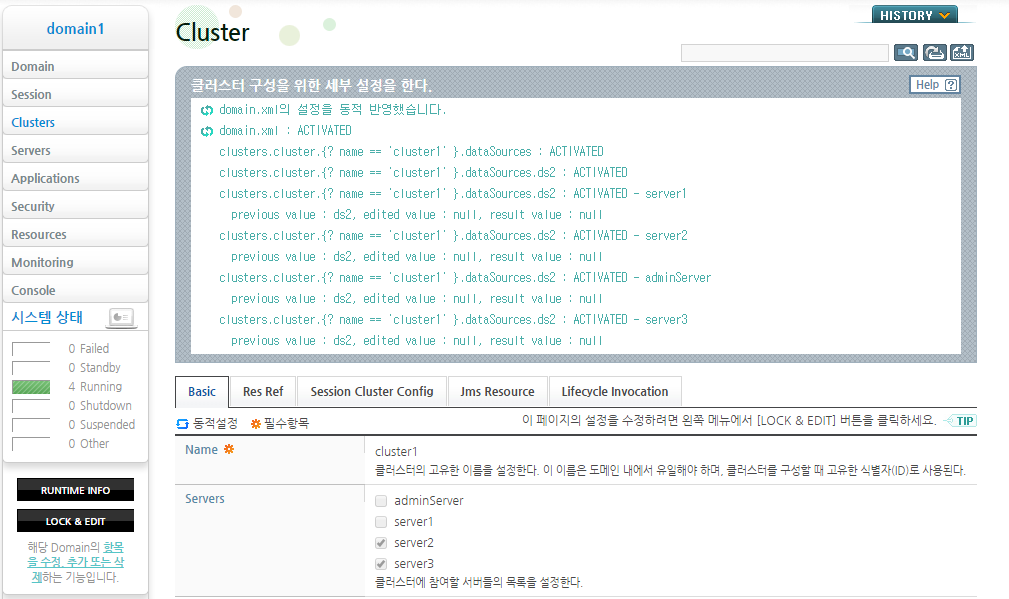 domain1
Domain
Session
Clusters
Servers
Applications
Security
Resources
Monitoring
Console
시스템 상태
0 Failed
0 Standby
4 Running
0 Shutdown
0 Suspended
0 Other
RUNTIME INFO
LOCK & EDIT
해당 Domain의 항목
을 수정, 추가 또는 삭
제하는 기능입니다.
Cluster
HISTORY
XML
클러스터 구성을 위한 세부 설정을 한다.
Help ?
domain.xml의 설정을 동적 반영했습니다.
domain.xml : ACTIVATED
clusters.cluster.{? name == 'cluster1' }.dataSources : ACTIVATED
clusters.cluster.{? name == 'cluster1' }.dataSources.ds2 : ACTIVATED
clusters.cluster.{? name == 'cluster1' }.dataSources.ds2 : ACTIVATED - server1
previous value : ds2, edited value : null, result value : null
clusters.cluster.{? name == 'cluster1' }.dataSources.ds2 : ACTIVATED - server2
previous value : ds2, edited value : null, result value : null
clusters.cluster.{? name == 'cluster1' }.dataSources.ds2 : ACTIVATED - adminServer
previous value : ds2, edited value : null, result value : null
clusters.cluster.{? name == 'cluster1' }.dataSources.ds2 : ACTIVATED - server3
previous value : ds2, edited value : null, result value : null
Basic Res Ref Session Cluster Config Jms Resource Lifecycle Invocation
동적설정 필수항목 이 페이지의 설정을 수정하려면 왼쪽 메뉴에서 [LOCK & EDIT] 버튼을 클릭하세요. TIP
Name cluster1
클러스터의 고유한 이름을 설정한다. 이 이름은 도메인 내에서 유일해야 하며, 클러스터를 구성할 때 고유한 식별자(ID)로 사용된다.
Servers adminServer
server1
server2
server3
클러스터에 참여할 서버들의 목록을 설정한다.